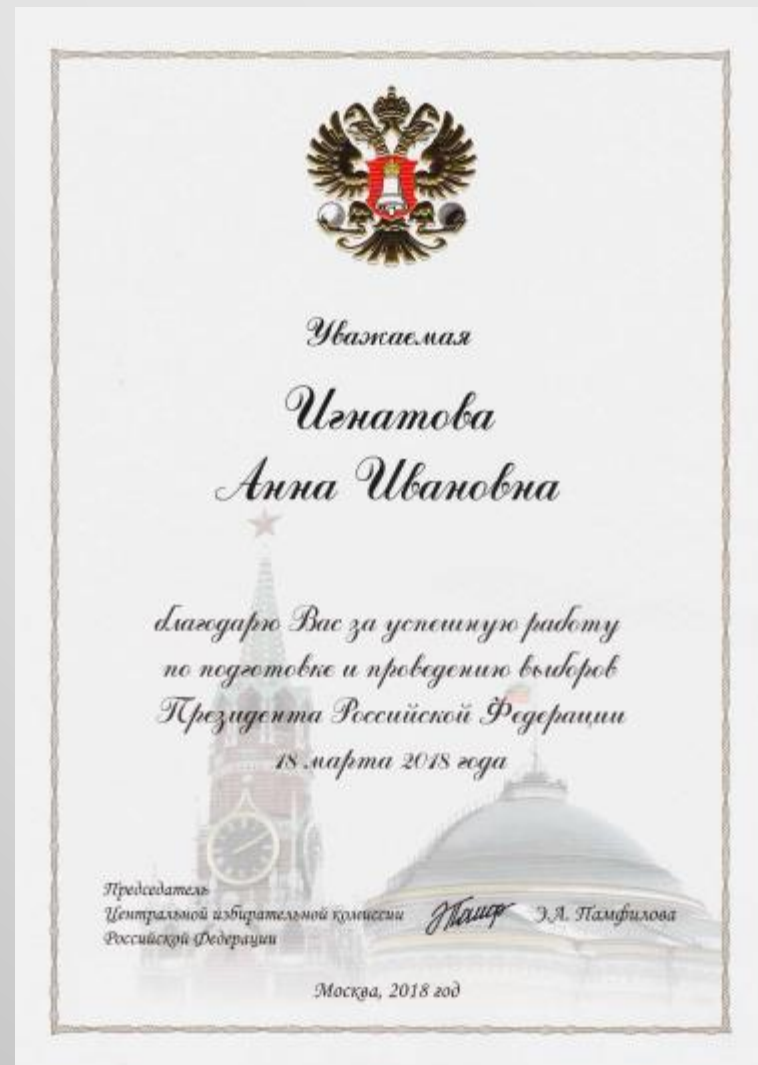 Уважаемая
Игнатова
Анна Ивановна
благодарю Вас за успешную работу
по подготовке и проведению выборов
Президента Российской Федерации
18 марта 2018 года
Председатель
Центральной избирательной комиссии
Российской Федерации
Э.А. Памфилова
Москва, 2018 год